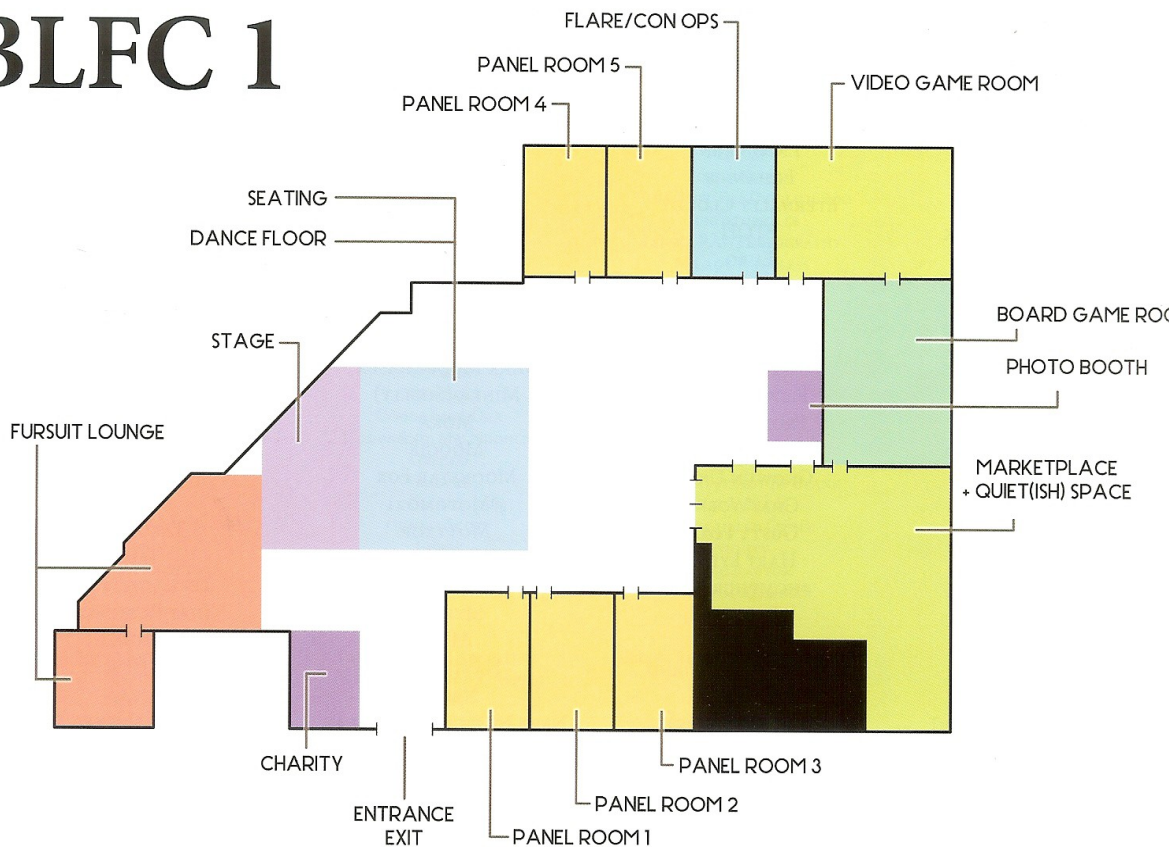 BLFC 1
FLARE/CON OPS
PANEL ROOM 5
VIDEO GAME ROOM
PANEL ROOM 4
SEATING
DANCE FLOOR
BOARD GAME ROO
STAGE
PHOTO BOOTH
FURSUIT LOUNGE
MARKETPLACE
+ QUIET(ISH) SPACE
CHARITY
PANEL ROOM 3
ENTRANCE
EXIT
PANEL ROOM 2
PANEL ROOM 1